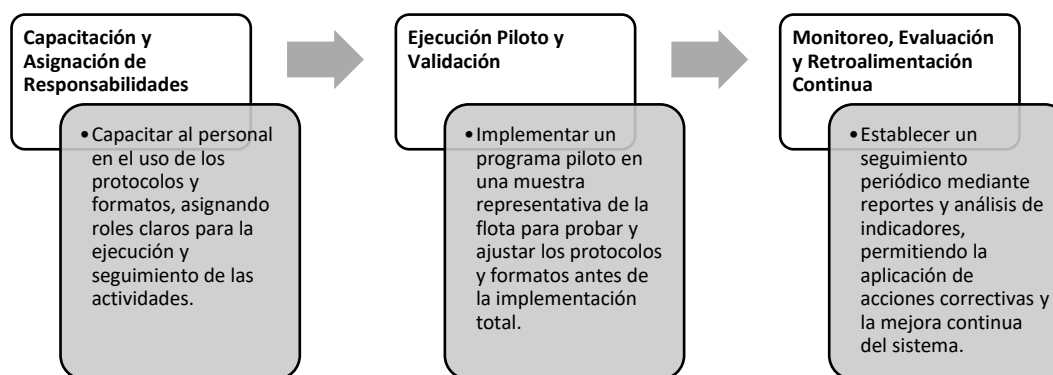 Capacitación y
Asignación de
Responsabilidades
•Capacitar al personal
en el uso de los
protocolos y
formatos, asignando
roles claros para la
ejecución y
seguimiento de las
actividades.
Ejecución Piloto y
Validación
•Implementar un
programa piloto en
una muestra
representativa de la
flota para probar y
ajustar los protocolos
y formatos antes de
la implementación
total.
Monitoreo, Evaluación
y Retroalimentación
Continua
•Establecer un
seguimiento
periódico mediante
reportes y análisis de
indicadores,
permitiendo la
aplicación de
acciones correctivas y
la mejora continua
del sistema.